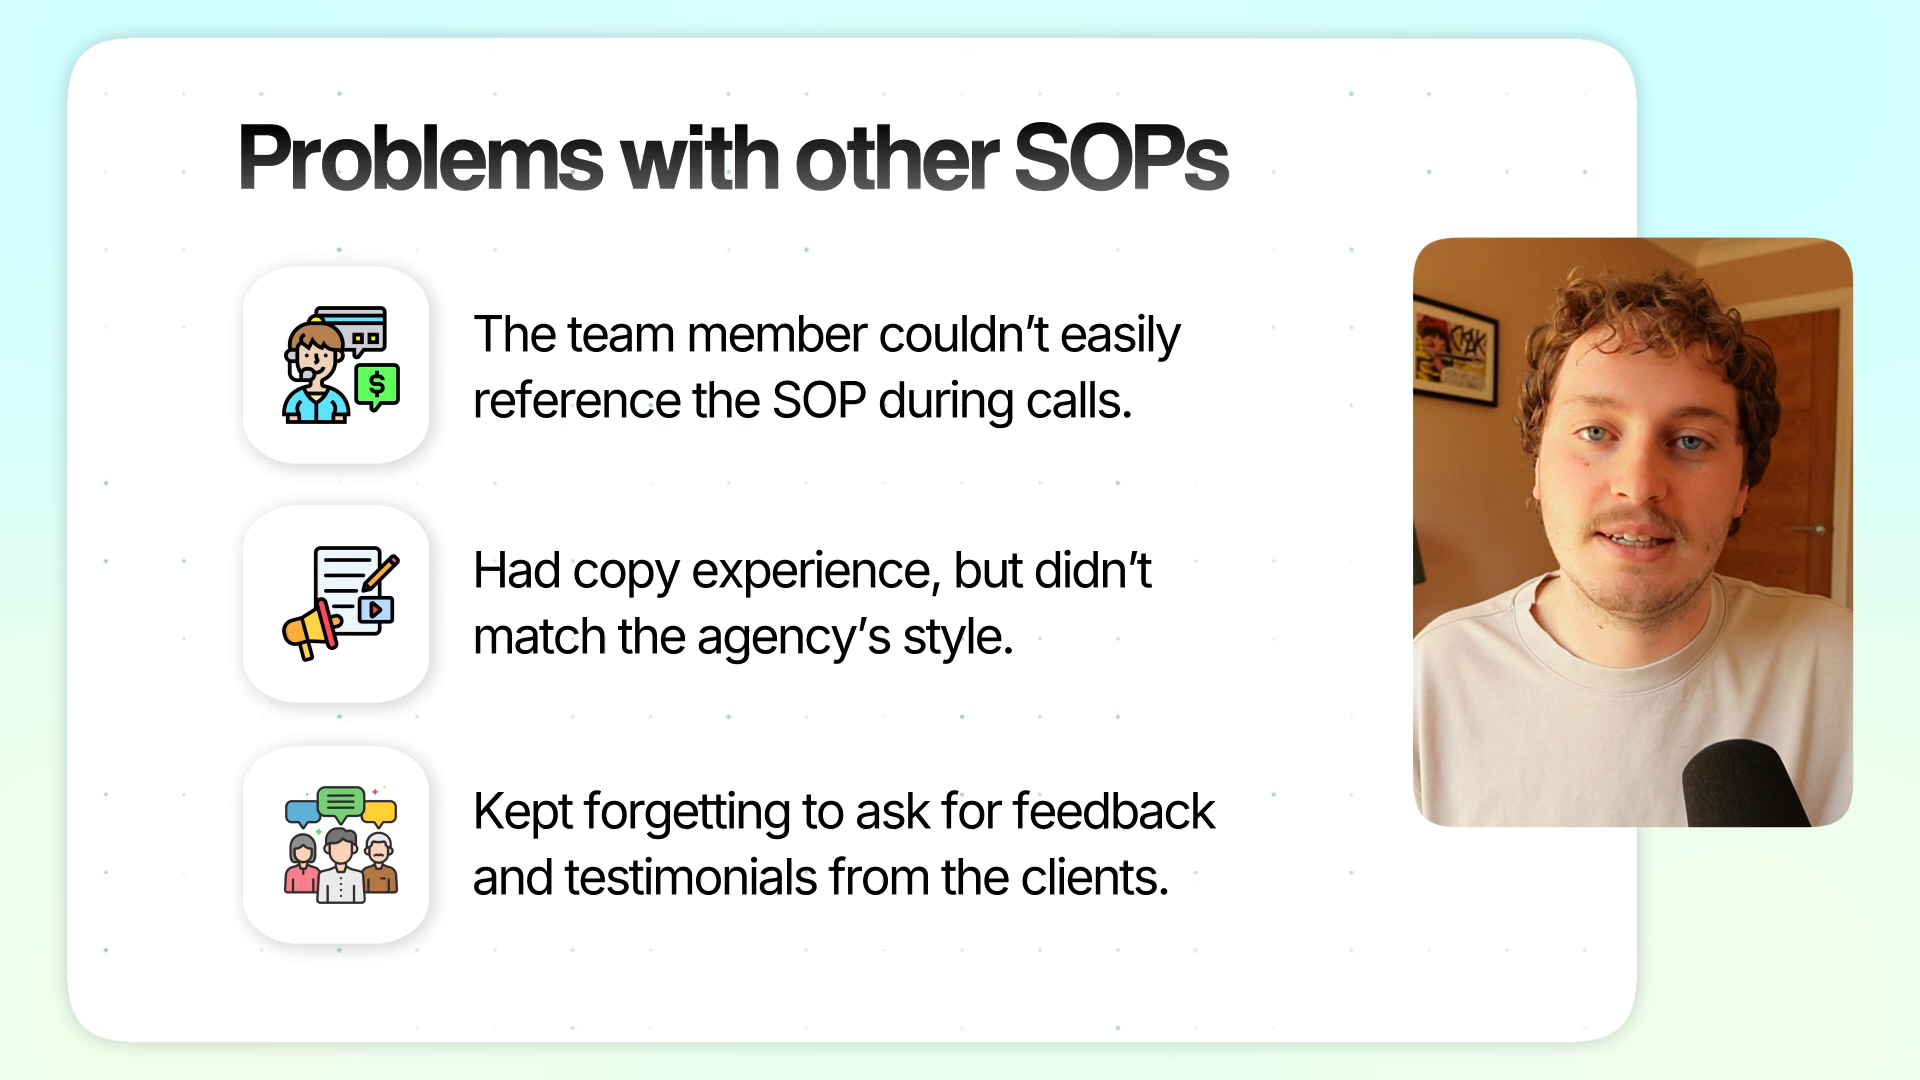 Problems with other SOPs
The team member couldn’t easily
reference the SOP during calls.
Had copy experience, but didn’t
match the agency’s style.
Kept forgetting to ask for feedback
and testimonials from the clients.
$